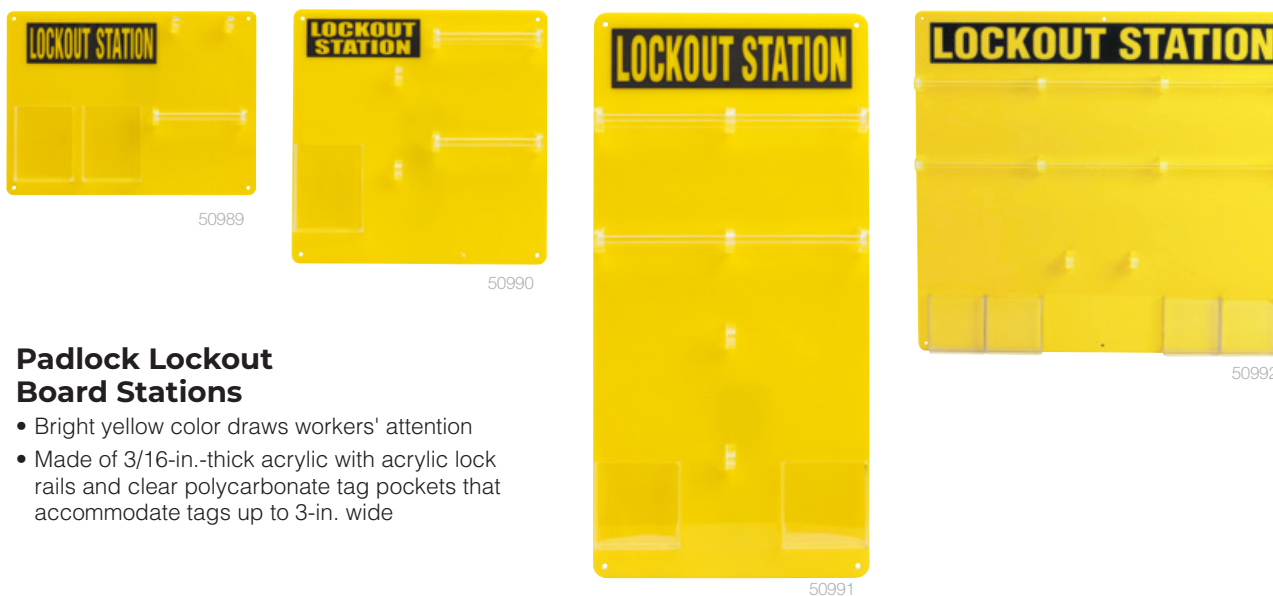 LOCKOUT STATION
50989
LOCKOUT
STATION
50990
LOCKOUT STATION
50991
LOCKOUT STATION
50992
Padlock Lockout
Board Stations
• Bright yellow color draws workers' attention
• Made of 3/16-in.-thick acrylic with acrylic lock
rails and clear polycarbonate tag pockets that
accommodate tags up to 3-in. wide